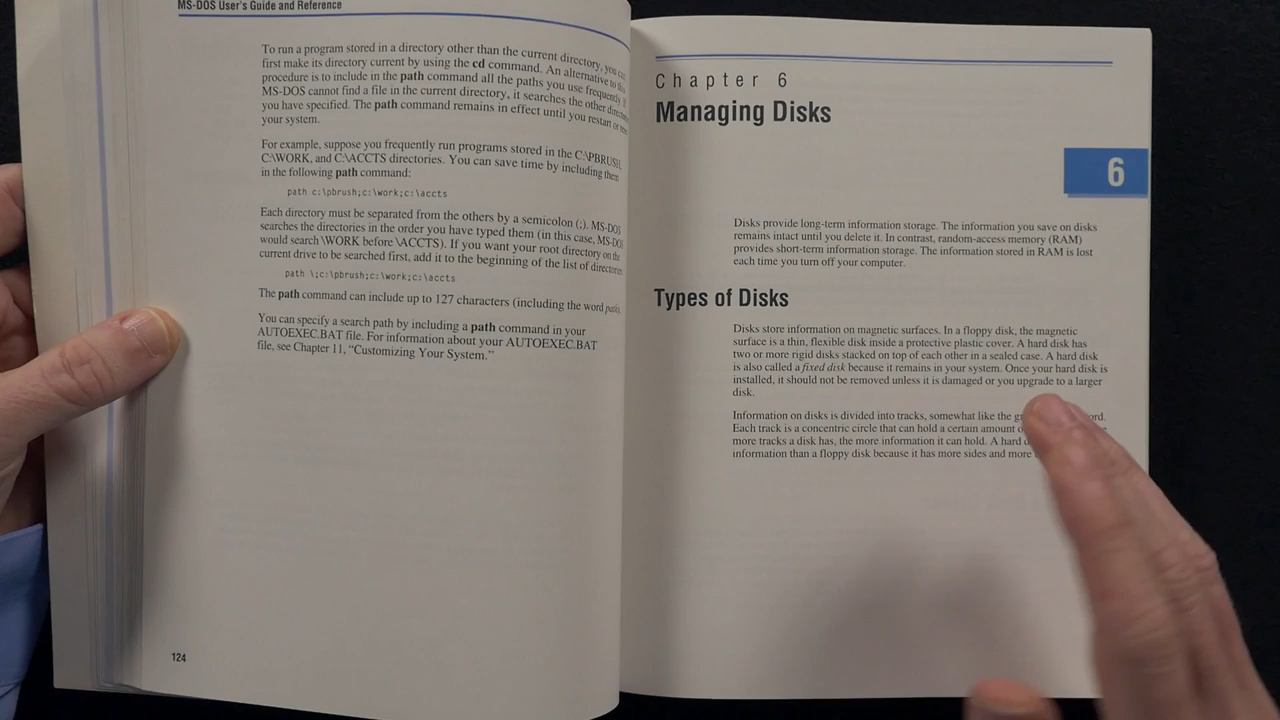 MS-DOS User's Guide and Reference
To run a program stored in a directory other than the current directory, you can
first make its directory current by using the cd command. An alternative to this
procedure is to include in the path command all the paths you use frequently. If
MS-DOS cannot find a file in the current directory, it searches the other
you have specified. The path command remains in effect until you restart or
your system.
For example, suppose you frequently run programs stored in the C:\PBRUSH,
C:\WORK, and C:\ACCTS directories. You can save time by including them
in the following path command:
path c:\pbrush;c:\work;c:\accts
Each directory must be separated from the others by a semicolon (;). MS-DOS
searches the directories in the order you have typed them (in this case, MS-DOS
would search \WORK before \ACCTS). If you want your root directory on the
current drive to be searched first, add it to the beginning of the list of directories
path \;c:\pbrush;c:\work;c:\accts
The path command can include up to 127 characters (including the word
You can specify a search path by including a path command in your
AUTOEXEC.BAT file. For information about your AUTOEXEC.BAT
file, see Chapter 11, "Customizing Your System."
124
Chapter 6
Managing Disks
6
Disks provide long-term information storage. The information you save on disks
remains intact until you delete it. In contrast, random-access memory (RAM)
provides short-term information storage. The information stored in RAM is lost
each time you turn off your computer.
Types of Disks
Disks store information on magnetic surfaces. In a floppy disk, the magnetic
surface is a thin, flexible disk inside a protective plastic cover. A hard disk has
two or more rigid disks stacked on top of each other in a sealed case. A hard disk
is also called a fixed disk because it remains in your system. Once your hard disk is
installed, it should not be removed unless it is damaged or you upgrade to a larger
disk.
Information on disks is divided into tracks, somewhat like the
Each track is a concentric circle that can hold a certain amount
more tracks a disk has, the more information it can hold. A hard
information than a floppy disk because it has more sides and more